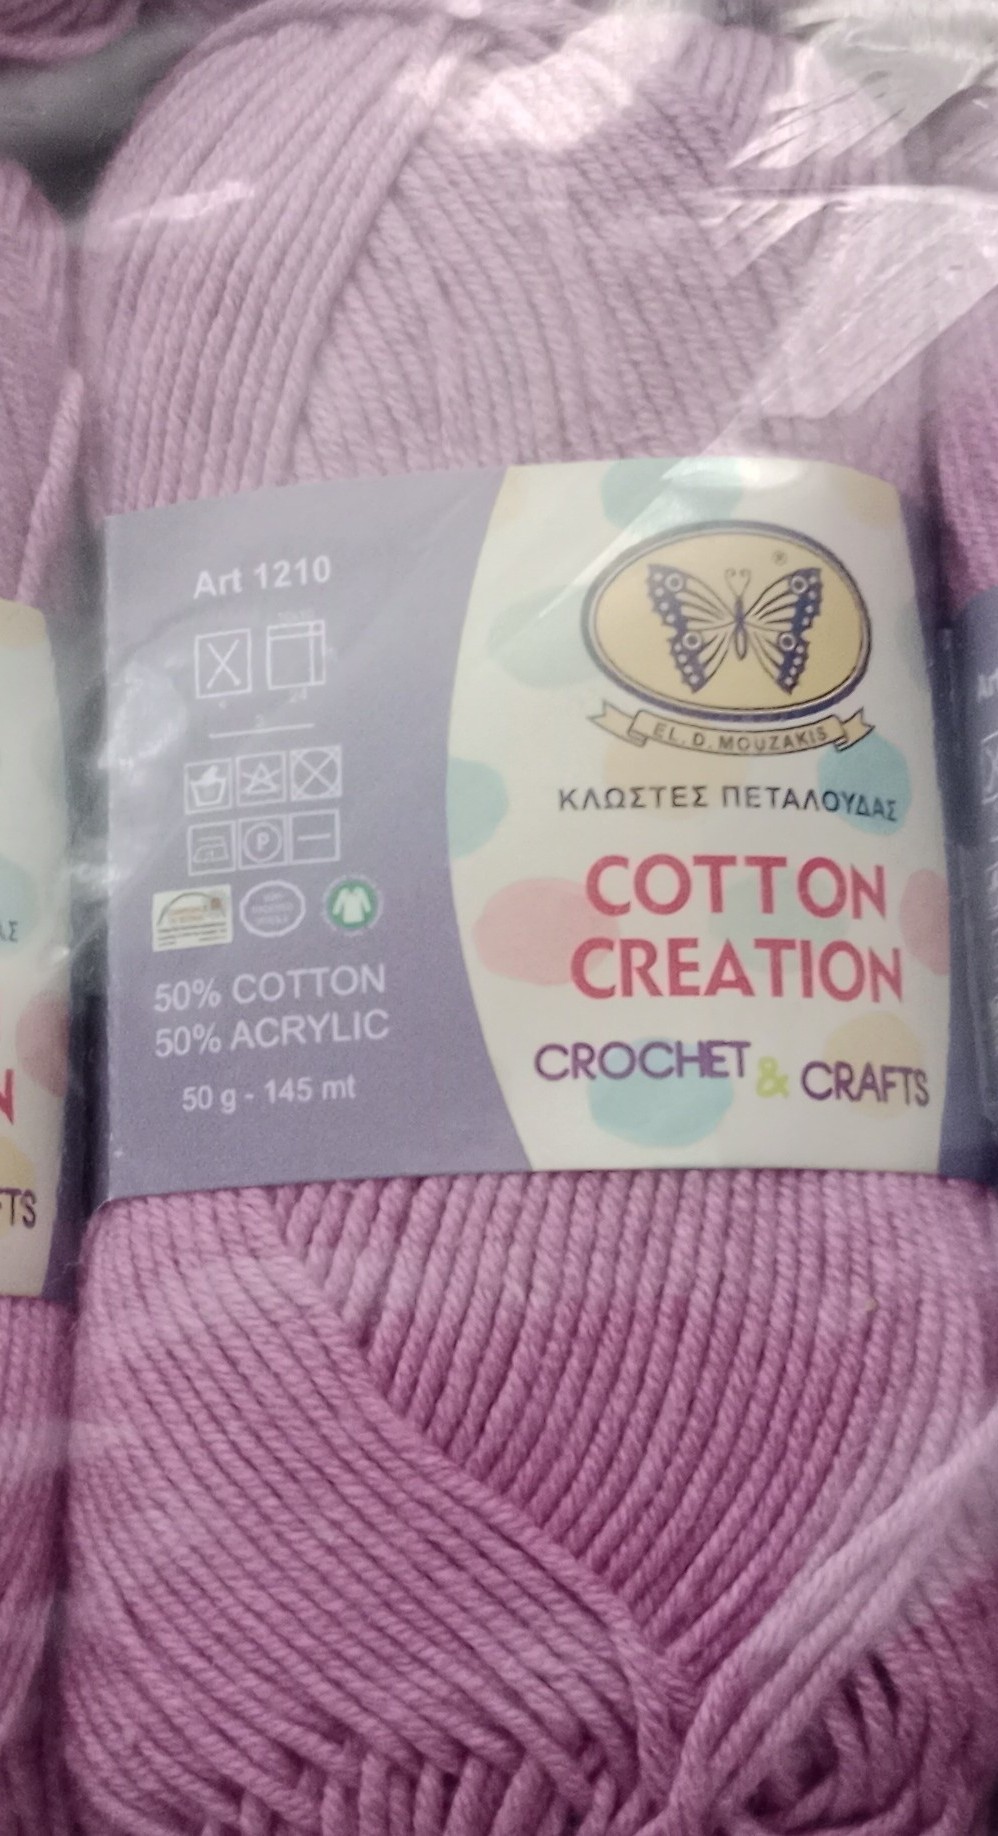 Art 1210
50% COTTON
50% ACRYLIC
50 g - 145 mt
®
EL. D. MOUZAKIS
ΚΛΩΣΤΕΣ ΠΕΤΑΛΟΥΔΑΣ
COTTON
CREATION
CROCHET & CRAFTS